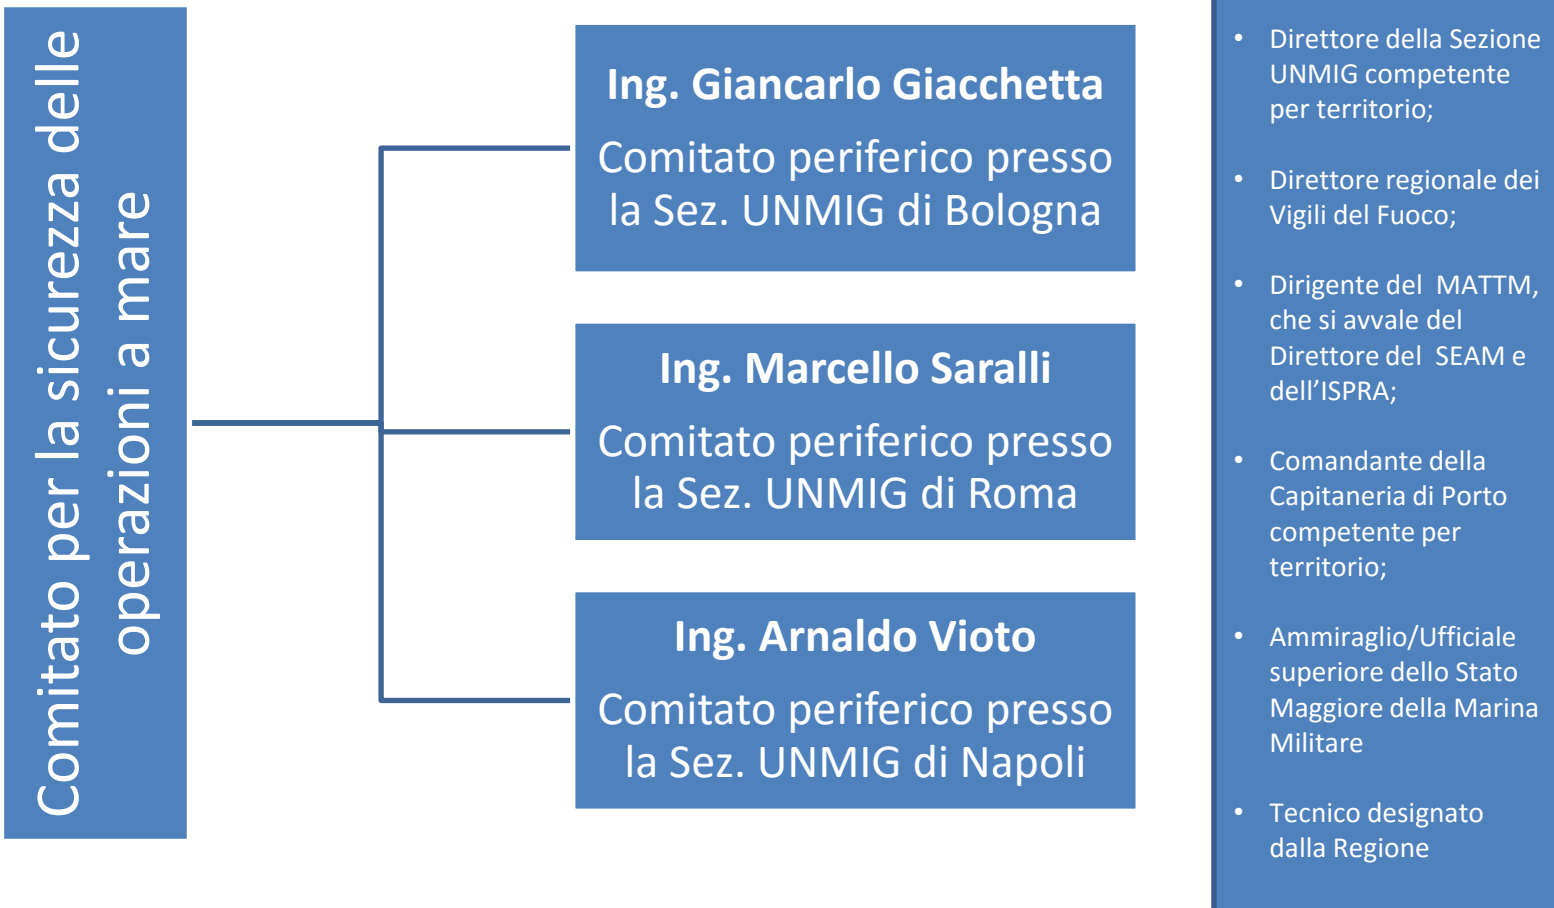 Comitato per la sicurezza delle
operazioni a mare
Ing. Giancarlo Giacchetta
Comitato periferico presso
la Sez. UNMIG di Bologna
Ing. Marcello Saralli
Comitato periferico presso
la Sez. UNMIG di Roma
Ing. Arnaldo Vioto
Comitato periferico presso
la Sez. UNMIG di Napoli
• Direttore della Sezione
UNMIG competente
per territorio;
• Direttore regionale dei
Vigili del Fuoco;
• Dirigente del  MATTM,
che si avvale del
Direttore del  SEAM e
dell’ISPRA;
• Comandante della
Capitaneria di Porto
competente per
territorio;
• Ammiraglio/Ufficiale
superiore dello Stato
Maggiore della Marina
Militare
• Tecnico designato
dalla Regione